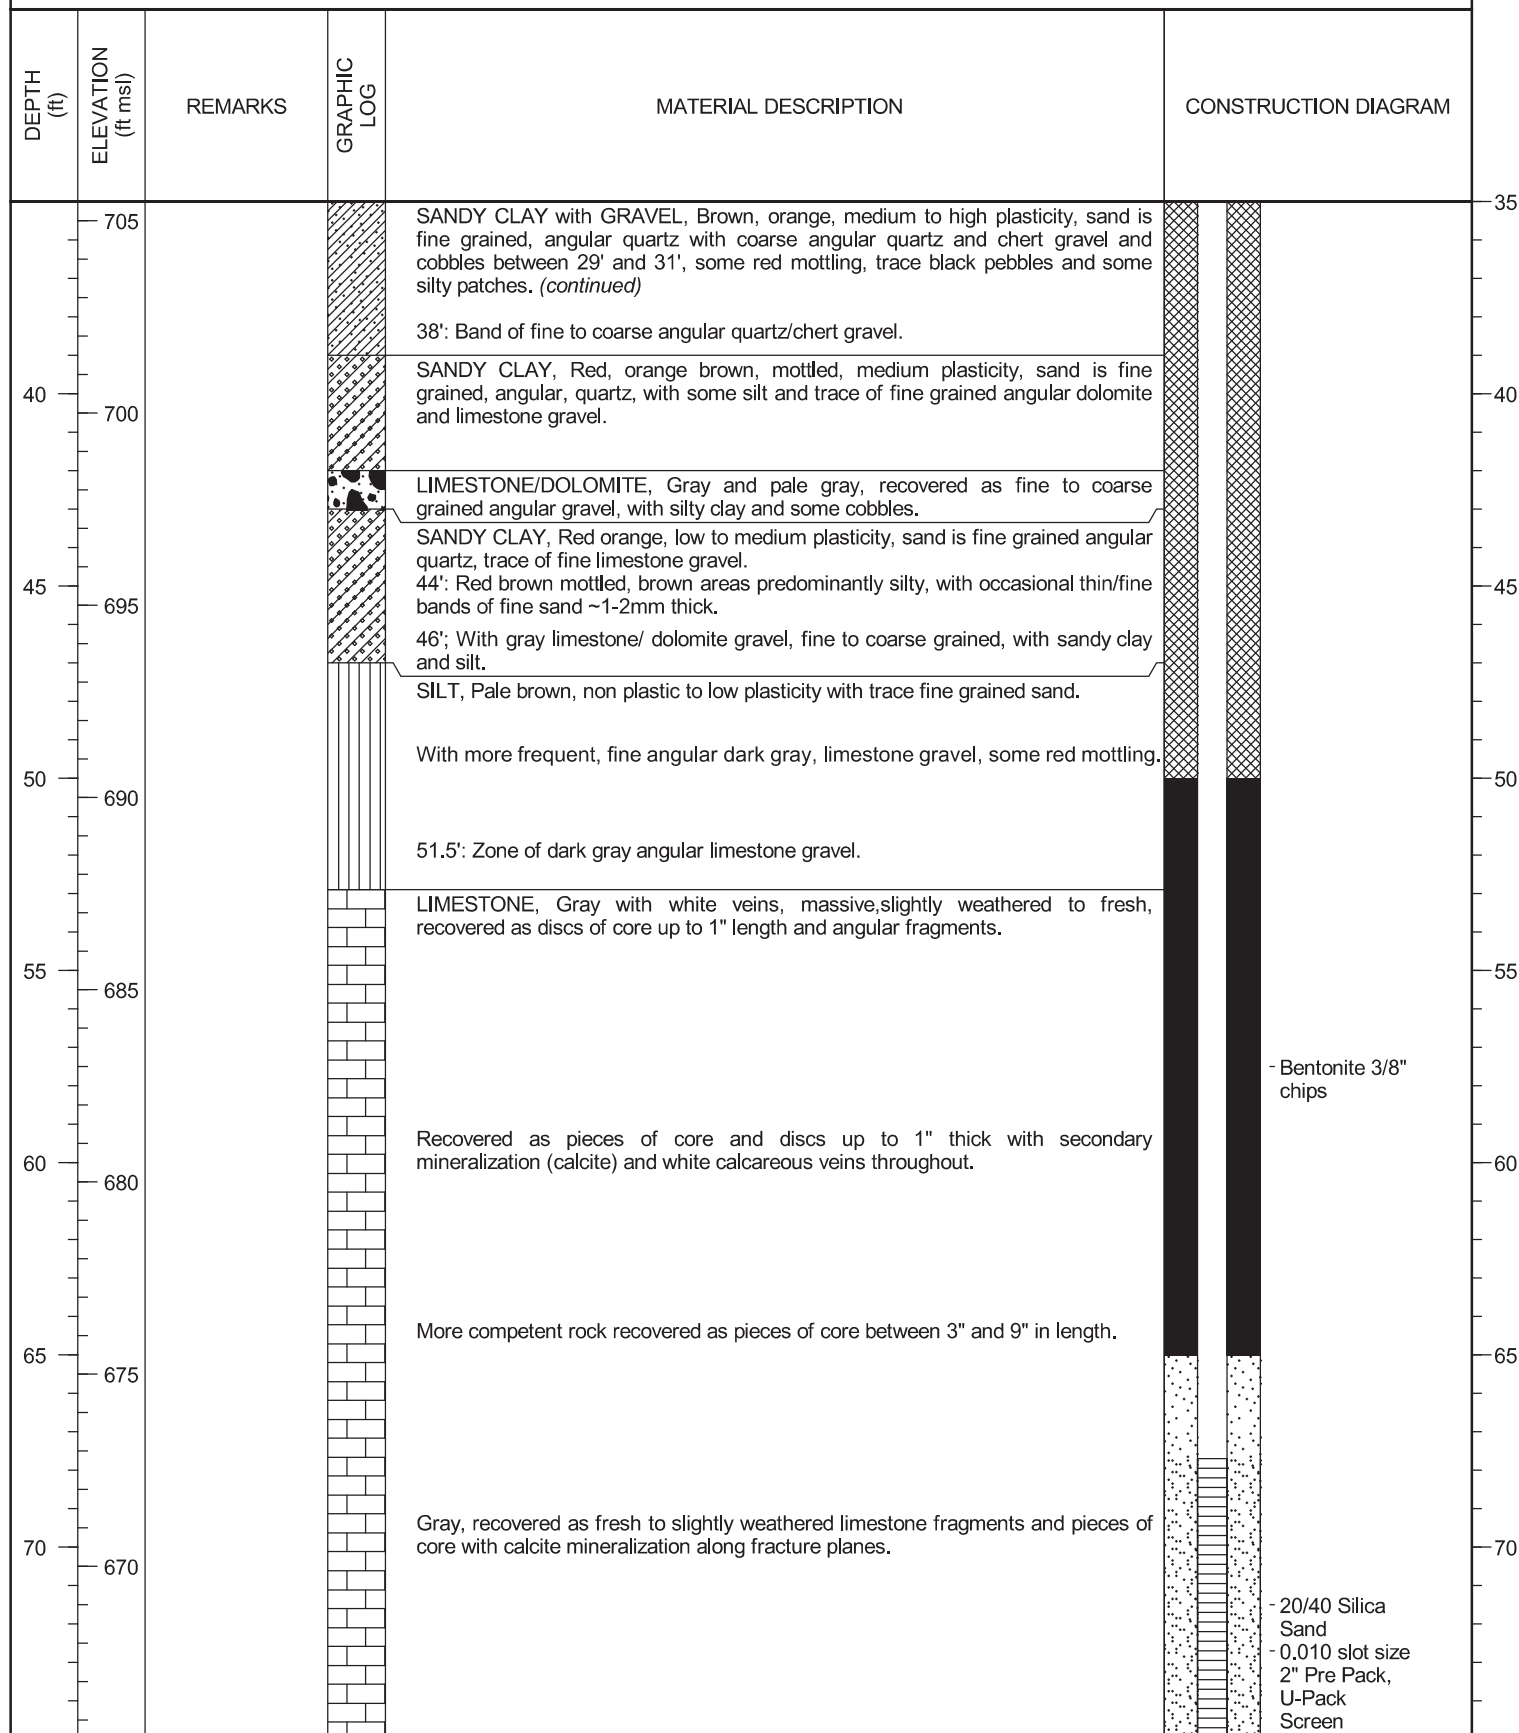 DEPTH
(ft)
ELEVATION
(ft msl)
REMARKS
GRAPHIC
LOG
MATERIAL DESCRIPTION
CONSTRUCTION DIAGRAM
35
705
SANDY CLAY with GRAVEL, Brown, orange, medium to high plasticity, sand is
fine grained, angular quartz with coarse angular quartz and chert gravel and
cobbles between 29' and 31', some red mottling, trace black pebbles and some
silty patches. (continued)
38': Band of fine to coarse angular quartz/chert gravel.
SANDY CLAY, Red, orange brown, mottled, medium plasticity, sand is fine
grained, angular, quartz, with some silt and trace of fine grained angular dolomite
and limestone gravel.
40
40
700
LIMESTONE/DOLOMITE, Gray and pale gray, recovered as fine to coarse
grained angular gravel, with silty clay and some cobbles.
SANDY CLAY, Red orange, low to medium plasticity, sand is fine grained angular
quartz, trace of fine limestone gravel.
44': Red brown mottled, brown areas predominantly silty, with occasional thin/fine
bands of fine sand ~1-2mm thick.
45
45
695
46'; With gray limestone/ dolomite gravel, fine to coarse grained, with sandy clay
and silt.
SILT, Pale brown, non plastic to low plasticity with trace fine grained sand.
With more frequent, fine angular dark gray, limestone gravel, some red mottling.
50
50
690
51.5': Zone of dark gray angular limestone gravel.
LIMESTONE, Gray with white veins, massive,slightly weathered to fresh,
recovered as discs of core up to 1" length and angular fragments.
55
55
685
Bentonite 3/8"
chips
Recovered as pieces of core and discs up to 1" thick with secondary
mineralization (calcite) and white calcareous veins throughout.
60
60
680
More competent rock recovered as pieces of core between 3" and 9" in length.
65
65
675
Gray, recovered as fresh to slightly weathered limestone fragments and pieces of
core with calcite mineralization along fracture planes.
70
70
670
20/40 Silica
Sand
0.010 slot size
2" Pre Pack,
U-Pack
Screen